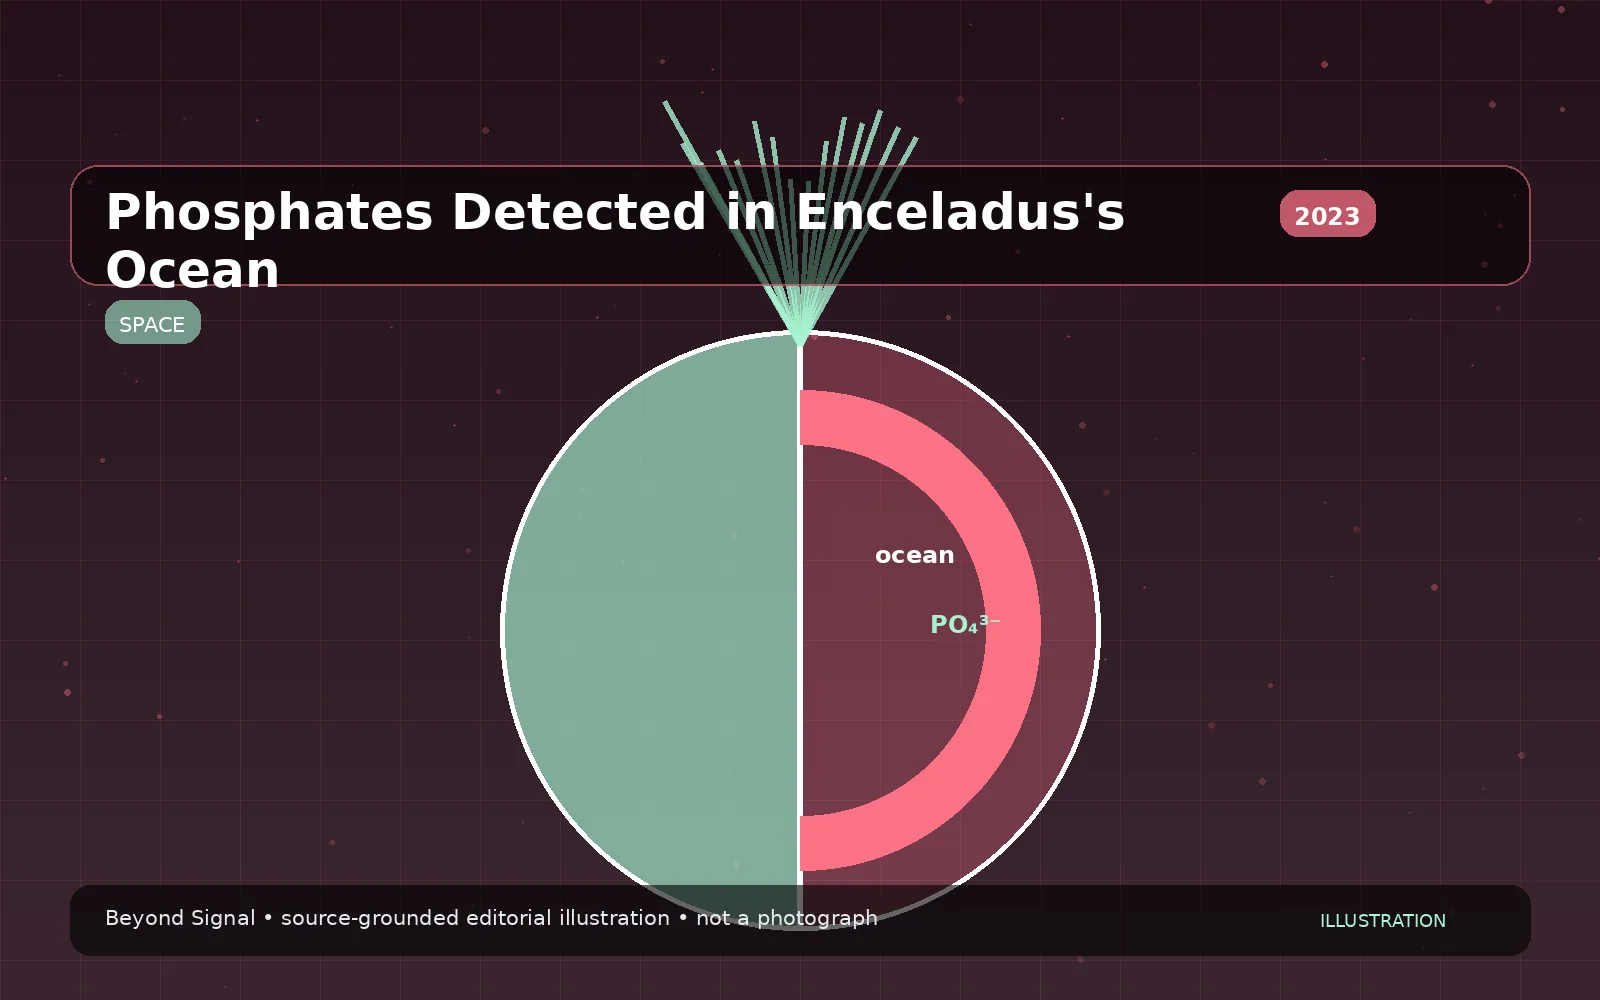 Phosphates Detected in Enceladus's
Ocean
2023
SPACE
ocean
PO₄³⁻
Beyond Signal • source-grounded editorial illustration • not a photograph
ILLUSTRATION